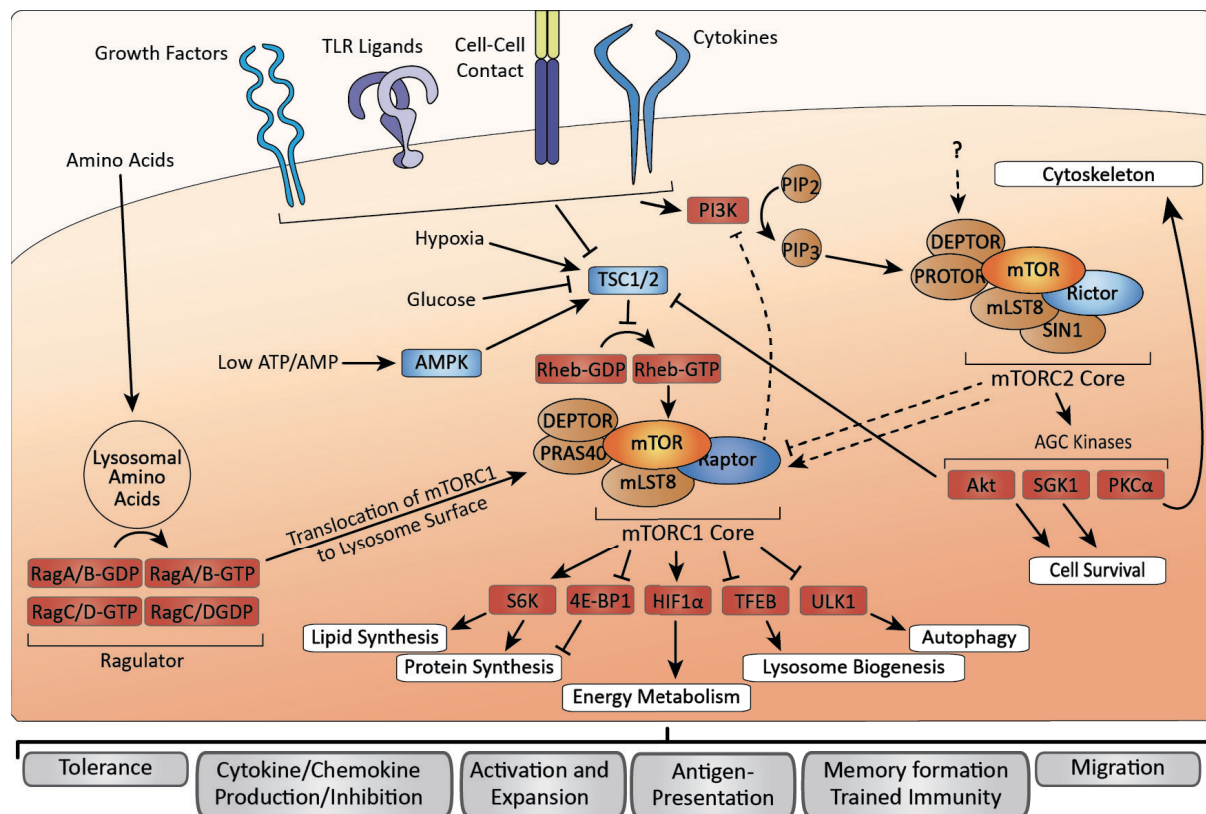 Growth Factors
TLR Ligands
Cell-Cell
Contact
Cytokines
Amino Acids
?
Cytoskeleton
PI3K
PIP2
PIP3
Hypoxia
Glucose
TSC1/2
Low ATP/AMP
AMPK
Rheb-GDP
Rheb-GTP
DEPTOR
PROTOR
mTOR
mLST8
Rictor
SIN1
mTORC2 Core
AGC Kinases
Akt
SGK1
PKCα
Cell Survival
DEPTOR
PRAS40
mTOR
mLST8
Raptor
mTORC1 Core
Lysosomal
Amino
Acids
Translocation of mTORC1
to Lysosome Surface
RagA/B-GDP
RagA/B-GTP
RagC/D-GTP
RagC/DGDP
Ragulator
S6K
4E-BP1
HIF1α
TFEB
ULK1
Lipid Synthesis
Protein Synthesis
Energy Metabolism
Lysosome Biogenesis
Autophagy
Tolerance
Cytokine/Chemokine
Production/Inhibition
Activation and
Expansion
Antigen-
Presentation
Memory formation
Trained Immunity
Migration